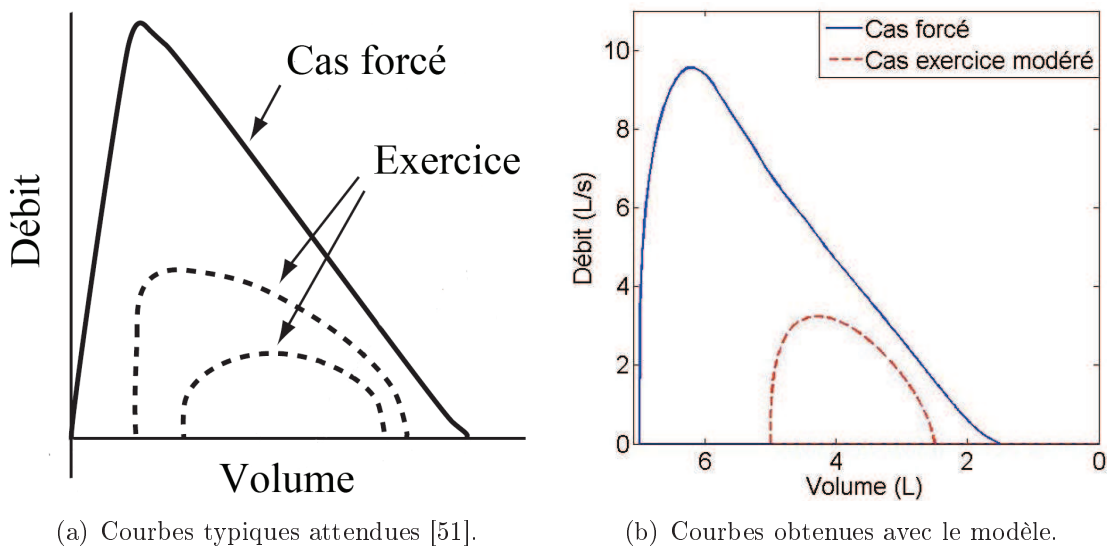 Cas forcé
Exercice
Débit
Volume
(a) Courbes typiques attendues [51].
Cas forcé
Cas exercice modéré
10
8
6
4
2
0
Débit (L/s)
6
4
2
0
Volume (L)
(b) Courbes obtenues avec le modèle.